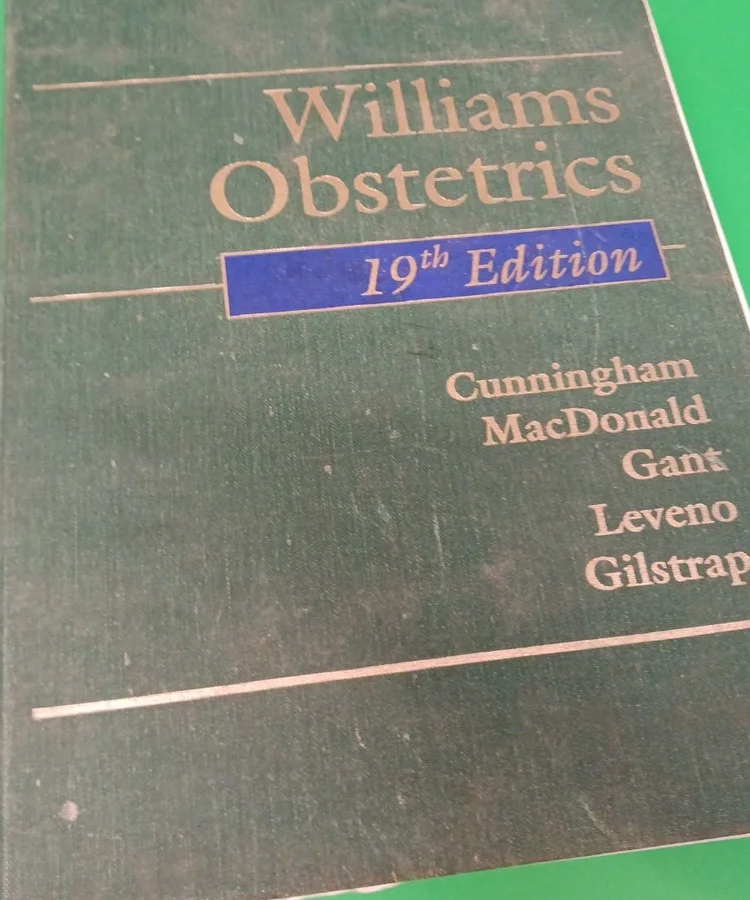 Williams
Obstetrics
19th Edition
Cunningham
MacDonald
Gant
Leveno
Gilstrap